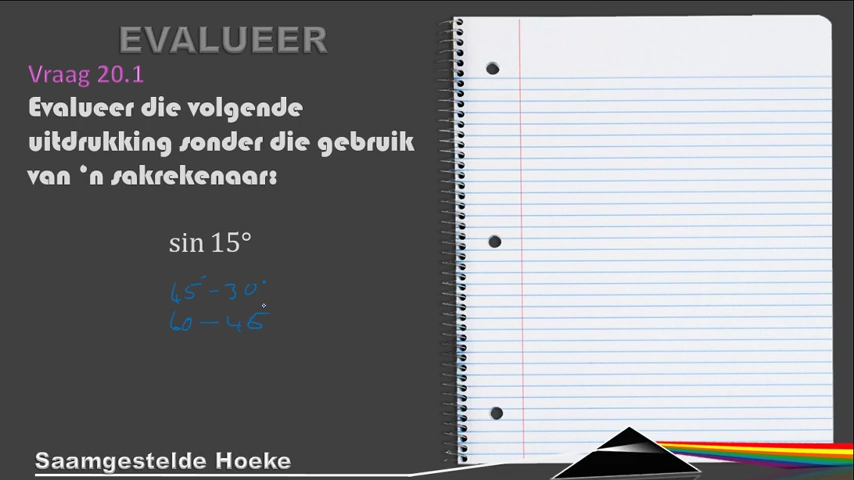 EVALUEER
Vraag 20.1
Evalueer die volgende
uitdrukking sonder die gebruik
van ‘n sakrekenaar:
sin 15°
45° - 30°
60 - 45
Saamgestelde Hoeke